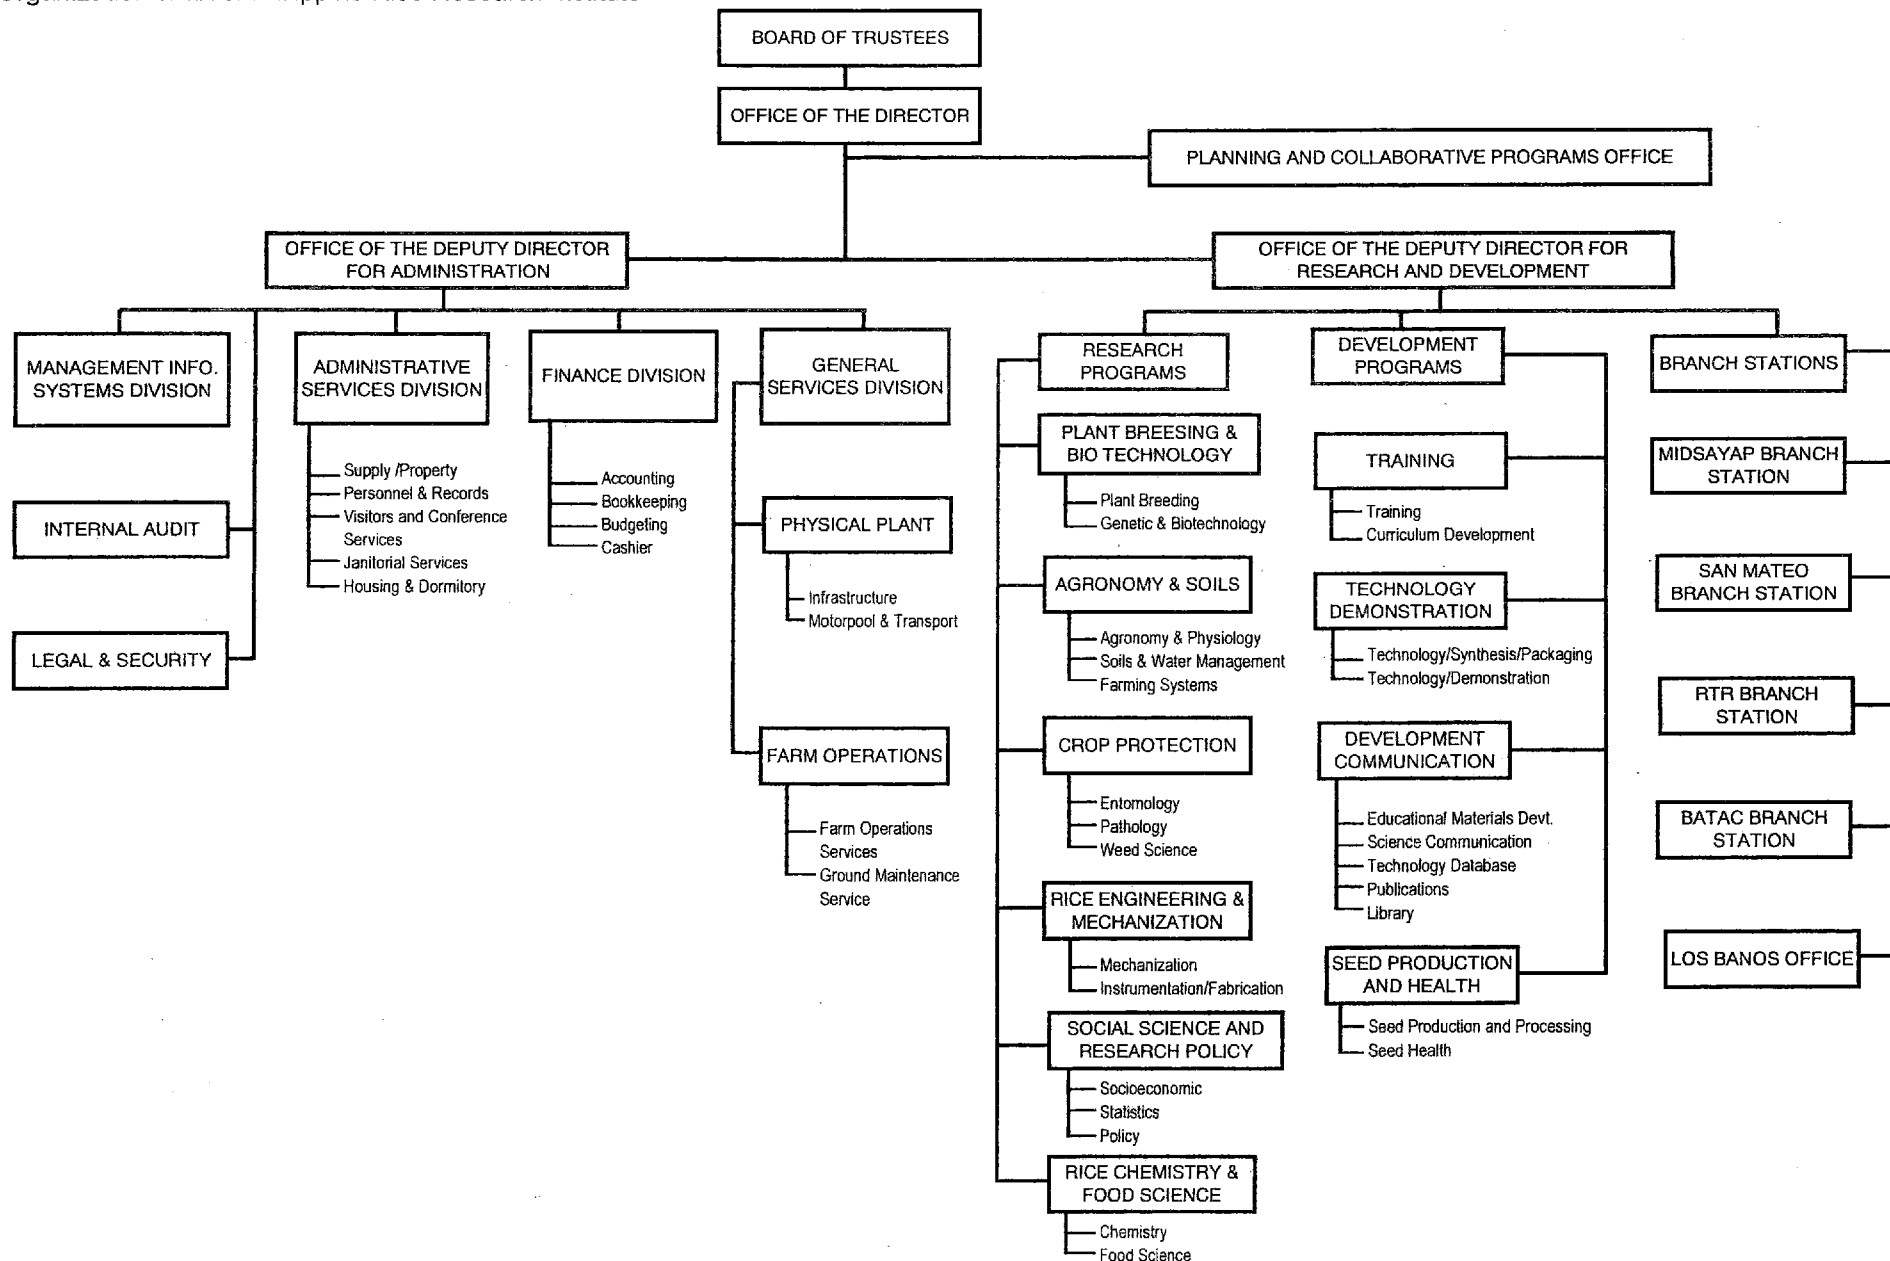 BOARD OF TRUSTEES
OFFICE OF THE DIRECTOR
PLANNING AND COLLABORATIVE PROGRAMS OFFICE
OFFICE OF THE DEPUTY DIRECTOR
FOR ADMINISTRATION
OFFICE OF THE DEPUTY DIRECTOR FOR
RESEARCH AND DEVELOPMENT
MANAGEMENT INFO.
SYSTEMS DIVISION
INTERNAL AUDIT
LEGAL & SECURITY
ADMINISTRATIVE
SERVICES DIVISION
Supply /Property
Personnel & Records
Visitors and Conference
Services
Janitorial Services
Housing & Dormitory
FINANCE DIVISION
Accounting
Bookkeeping
Budgeting
Cashier
GENERAL
SERVICES DIVISION
PHYSICAL PLANT
Infrastructure
Motorpool & Transport
FARM OPERATIONS
Farm Operations
Services
Ground Maintenance
Service
RESEARCH
PROGRAMS
PLANT BREESING &
BIO TECHNOLOGY
Plant Breeding
Genetic & Biotechnology
AGRONOMY & SOILS
Agronomy & Physiology
Soils & Water Management
Farming Systems
CROP PROTECTION
Entomology
Pathology
Weed Science
RICE ENGINEERING &
MECHANIZATION
Mechanization
Instrumentation/Fabrication
SOCIAL SCIENCE AND
RESEARCH POLICY
Socioeconomic
Statistics
Policy
RICE CHEMISTRY &
FOOD SCIENCE
Chemistry
Food Science
DEVELOPMENT
PROGRAMS
TRAINING
Training
Curriculum Development
TECHNOLOGY
DEMONSTRATION
Technology/Synthesis/Packaging
Technology/Demonstration
DEVELOPMENT
COMMUNICATION
Educational Materials Devt.
Science Communication
Technology Database
Publications
Library
SEED PRODUCTION
AND HEALTH
Seed Production and Processing
Seed Health
BRANCH STATIONS
MIDSAYAP BRANCH
STATION
SAN MATEO
BRANCH STATION
RTR BRANCH
STATION
BATAC BRANCH
STATION
LOS BANOS OFFICE